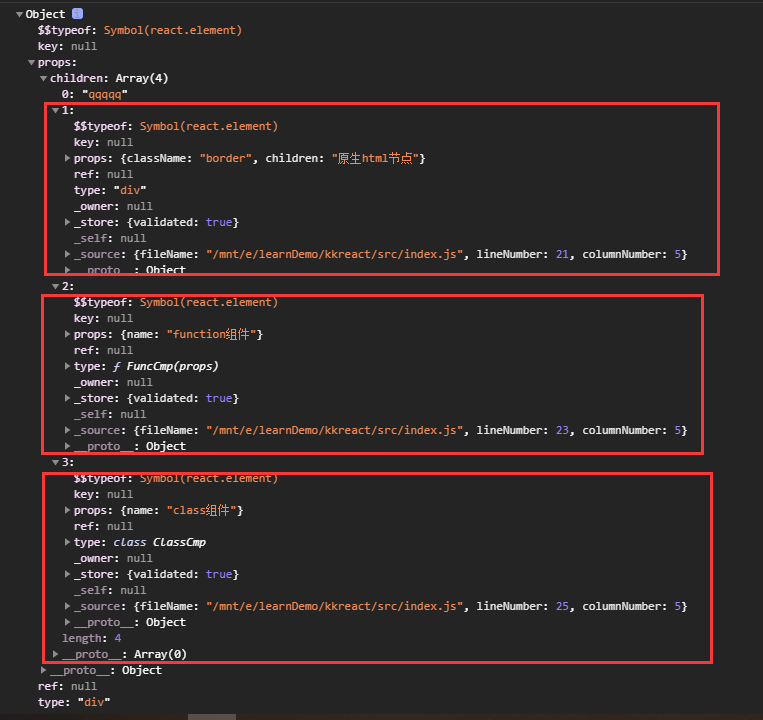 Object i
$$typeof: Symbol(react.element)
key: null
props:
children: Array(4)
0: "qqqqq"
1:
$$typeof: Symbol(react.element)
key: null
props: {className: "border", children: "原生html节点"}
ref: null
type: "div"
_owner: null
_store: {validated: true}
_self: null
_source: {fileName: "/mnt/e/learnDemo/kkreact/src/index.js", lineNumber: 21, columnNumber: 5}
__proto__: Object
2:
$$typeof: Symbol(react.element)
key: null
props: {name: "function组件"}
ref: null
type: ƒ FuncCmp(props)
_owner: null
_store: {validated: true}
_self: null
_source: {fileName: "/mnt/e/learnDemo/kkreact/src/index.js", lineNumber: 23, columnNumber: 5}
__proto__: Object
3:
$$typeof: Symbol(react.element)
key: null
props: {name: "class组件"}
ref: null
type: class ClassCmp
_owner: null
_store: {validated: true}
_self: null
_source: {fileName: "/mnt/e/learnDemo/kkreact/src/index.js", lineNumber: 25, columnNumber: 5}
__proto__: Object
length: 4
__proto__: Array(0)
__proto__: Object
ref: null
type: "div"